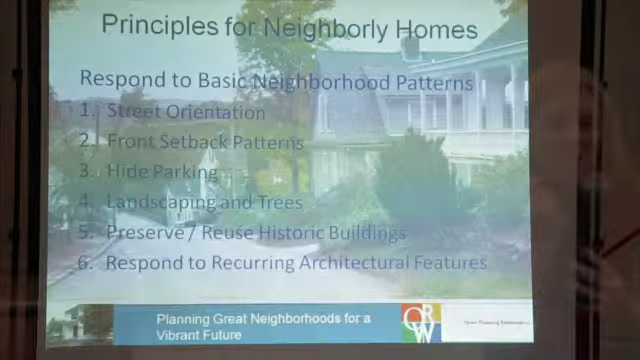 Principles for Neighborly Homes
Respond to Basic Neighborhood Patterns
1. Street Orientation
2. Front Setback Patterns
3. Hide Parking
4. Landscaping and Trees
5. Preserve / Reuse Historic Buildings
6. Respond to Recurring Architectural Features
Planning Great Neighborhoods for a
Vibrant Future